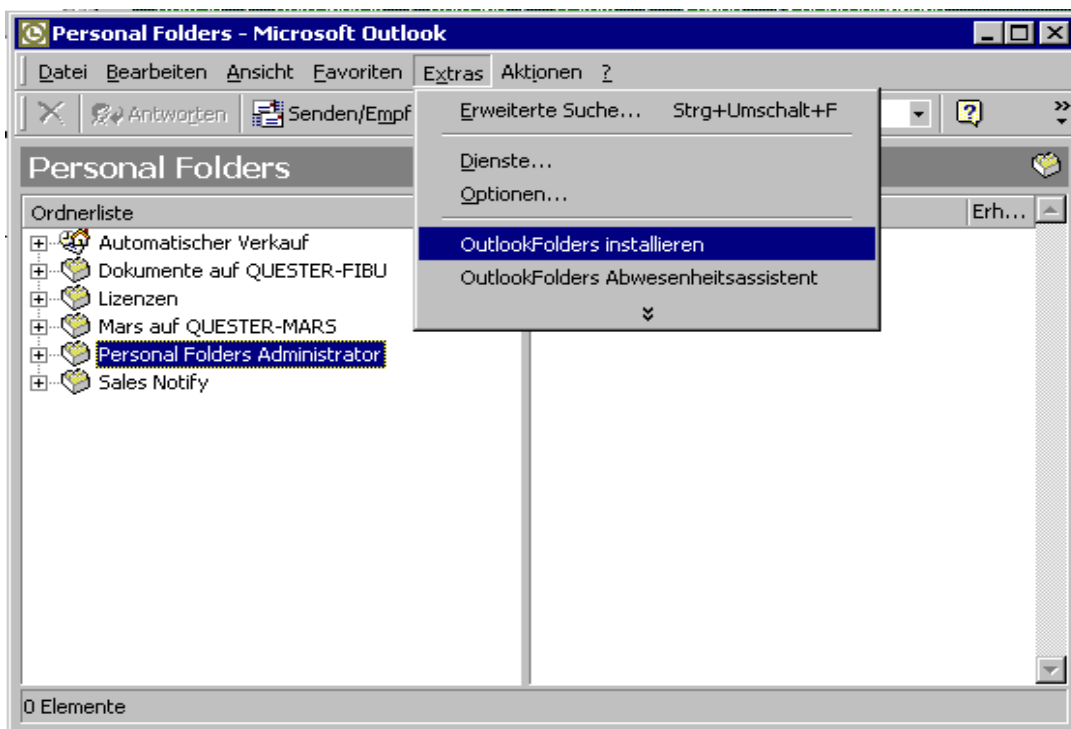 Personal Folders - Microsoft Outlook
Datei Bearbeiten Ansicht Favoriten Extras Aktionen ?
Antworten Senden/Empf
Erweiterte Suche... Strg+Umschalt+F
Dienste...
Optionen...
OutlookFolders installieren
OutlookFolders Abwesenheitsassistent
Personal Folders
Ordnerliste Erh...
Automatischer Verkauf
Dokumente auf QUESTER-FIBU
Lizenzen
Mars auf QUESTER-MARS
Personal Folders Administrator
Sales Notify
0 Elemente